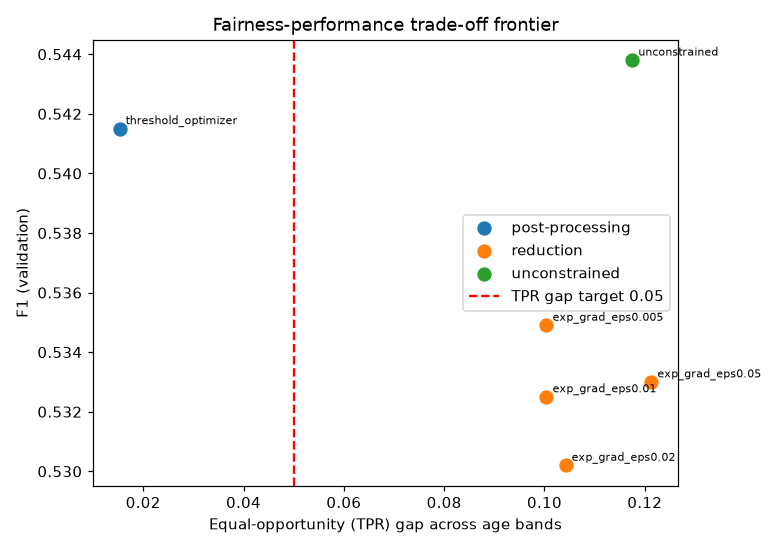 Fairness-performance trade-off frontier
0.544
0.542
0.540
0.538
0.536
0.534
0.532
0.530
F1 (validation)
unconstrained
threshold_optimizer
post-processing
reduction
unconstrained
TPR gap target 0.05
exp_grad_eps0.005
exp_grad_eps0.05
exp_grad_eps0.01
exp_grad_eps0.02
0.02 0.04 0.06 0.08 0.10 0.12
Equal-opportunity (TPR) gap across age bands